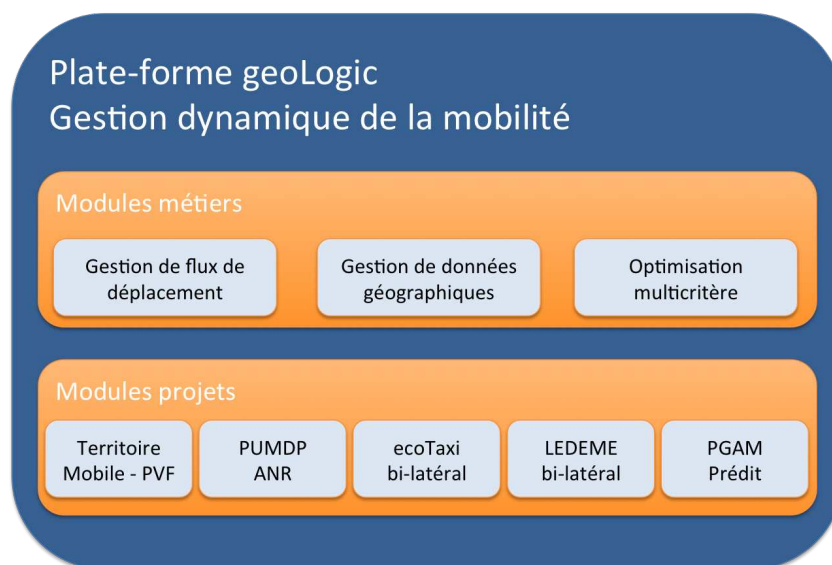 Plate-forme geoLogic
Gestion dynamique de la mobilité
Modules métiers
Gestion de flux de
déplacement
Gestion de données
géographiques
Optimisation
multicritère
Modules projets
Territoire
Mobile - PVF
PUMDP
ANR
ecoTaxi
bi-latéral
LEDEME
bi-latéral
PGAM
Prédit